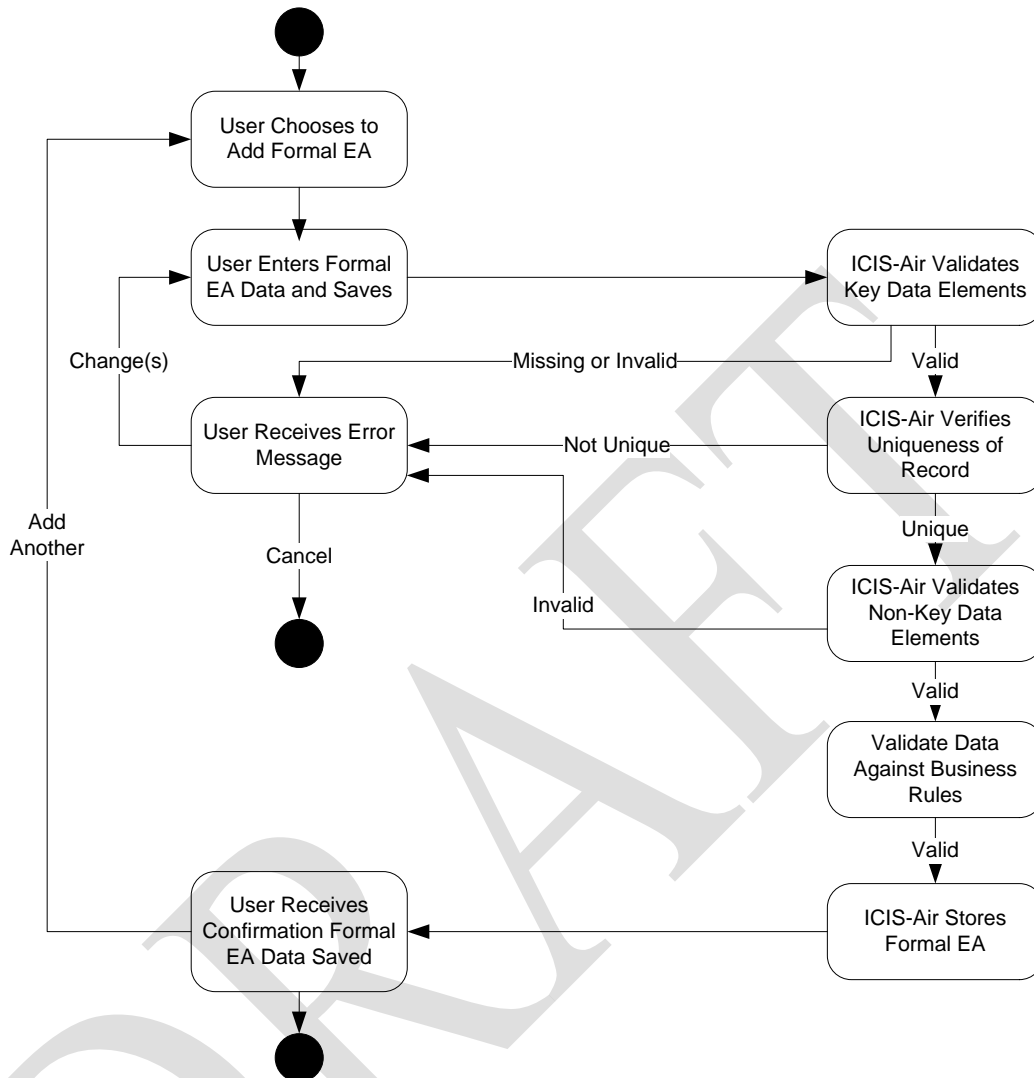 User Chooses to
Add Formal EA
User Enters Formal
EA Data and Saves
ICIS-Air Validates
Key Data Elements
Change(s)
Missing or Invalid
Valid
User Receives Error
Message
Not Unique
ICIS-Air Verifies
Uniqueness of
Record
Add
Another
Cancel
Unique
Invalid
ICIS-Air Validates
Non-Key Data
Elements
Valid
Validate Data
Against Business
Rules
Valid
User Receives
Confirmation Formal
EA Data Saved
ICIS-Air Stores
Formal EA
DRAFT